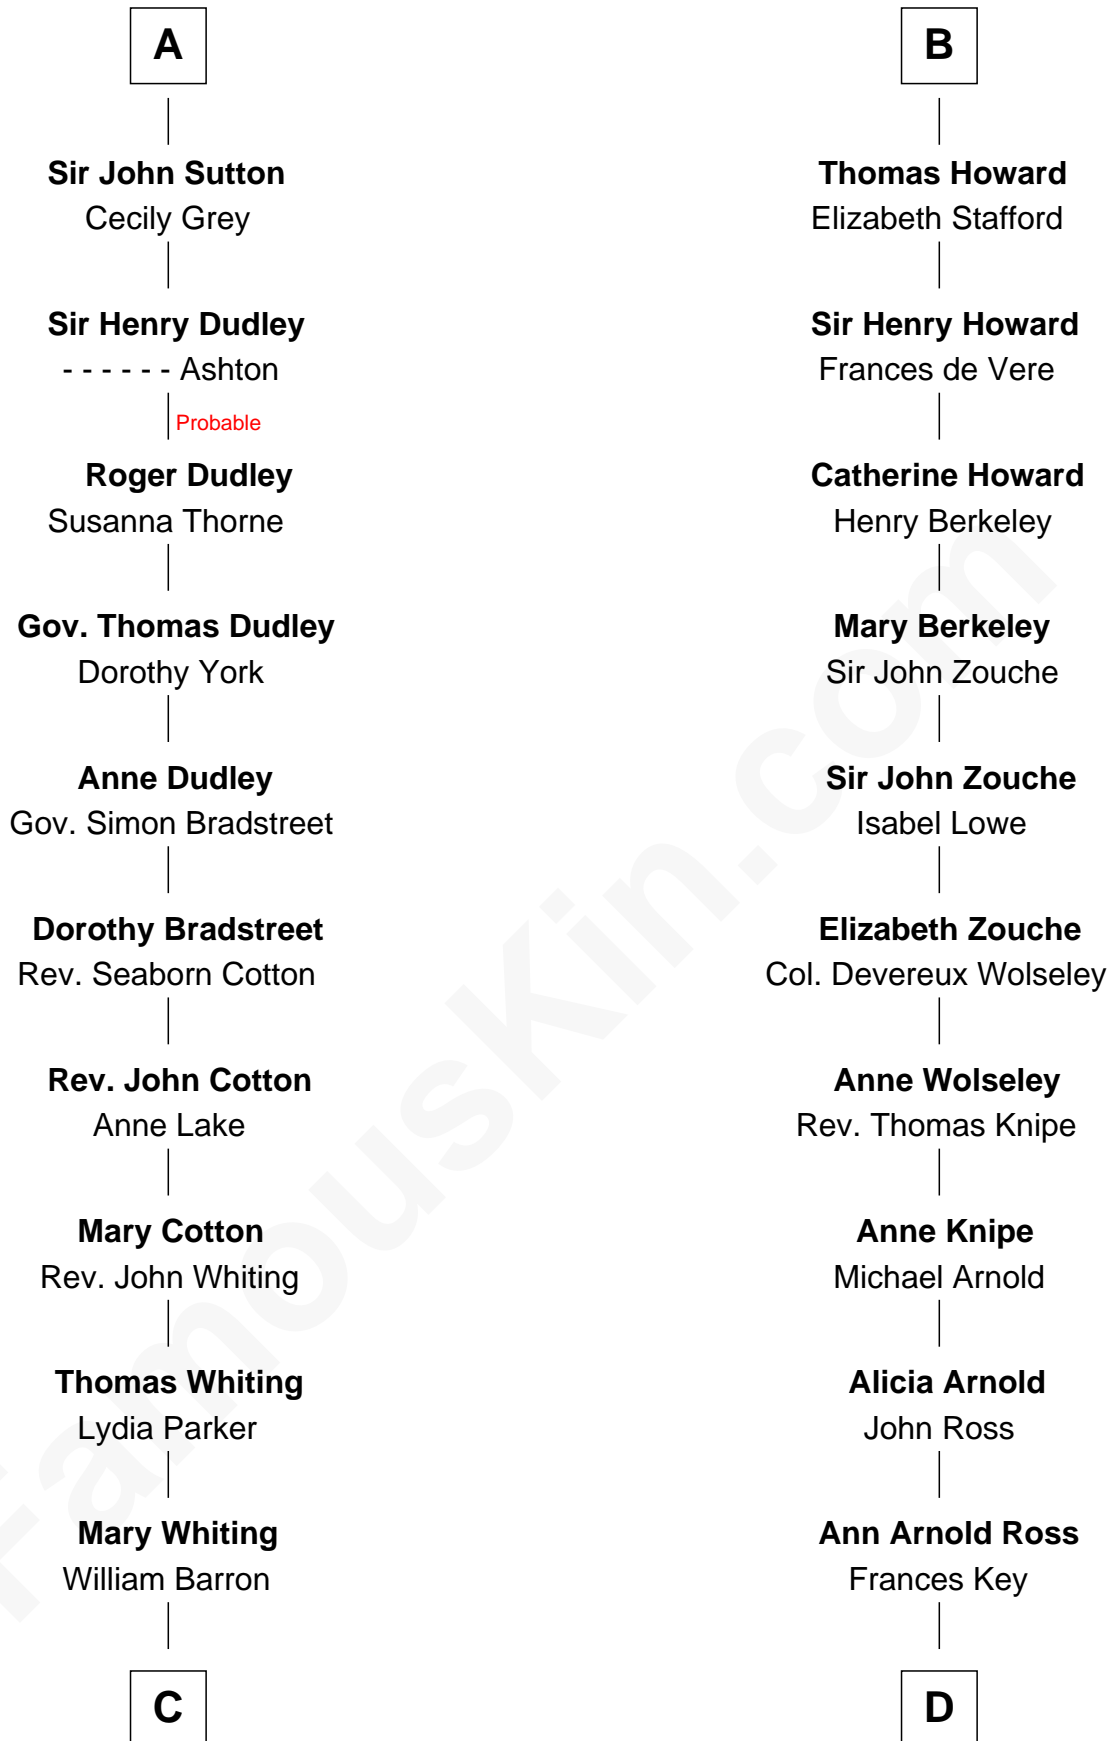 A
Sir John Sutton
Cecily Grey
Sir Henry Dudley
- - - - - - Ashton
Probable
Roger Dudley
Susanna Thorne
Gov. Thomas Dudley
Dorothy York
Anne Dudley
Gov. Simon Bradstreet
Dorothy Bradstreet
Rev. Seaborn Cotton
Rev. John Cotton
Anne Lake
Mary Cotton
Rev. John Whiting
Thomas Whiting
Lydia Parker
Mary Whiting
William Barron
C
B
Thomas Howard
Elizabeth Stafford
Sir Henry Howard
Frances de Vere
Catherine Howard
Henry Berkeley
Mary Berkeley
Sir John Zouche
Sir John Zouche
Isabel Lowe
Elizabeth Zouche
Col. Devereux Wolseley
Anne Wolseley
Rev. Thomas Knipe
Anne Knipe
Michael Arnold
Alicia Arnold
John Ross
Ann Arnold Ross
Frances Key
D
FamousKin.com